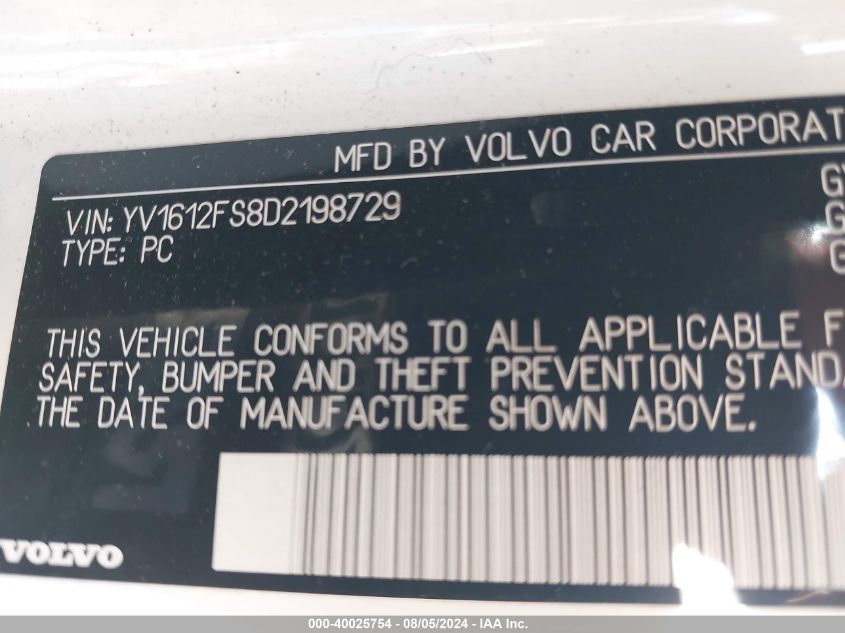 MFD BY VOLVO CAR CORPORAT
VIN: YV1612FS8D2198729
TYPE: PC
THIS VEHICLE CONFORMS TO ALL APPLICABLE F
SAFETY, BUMPER AND THEFT PREVENTION STANDA
THE DATE OF MANUFACTURE SHOWN ABOVE.
VOLVO
000-40025754 - 08/05/2024 - IAA Inc.